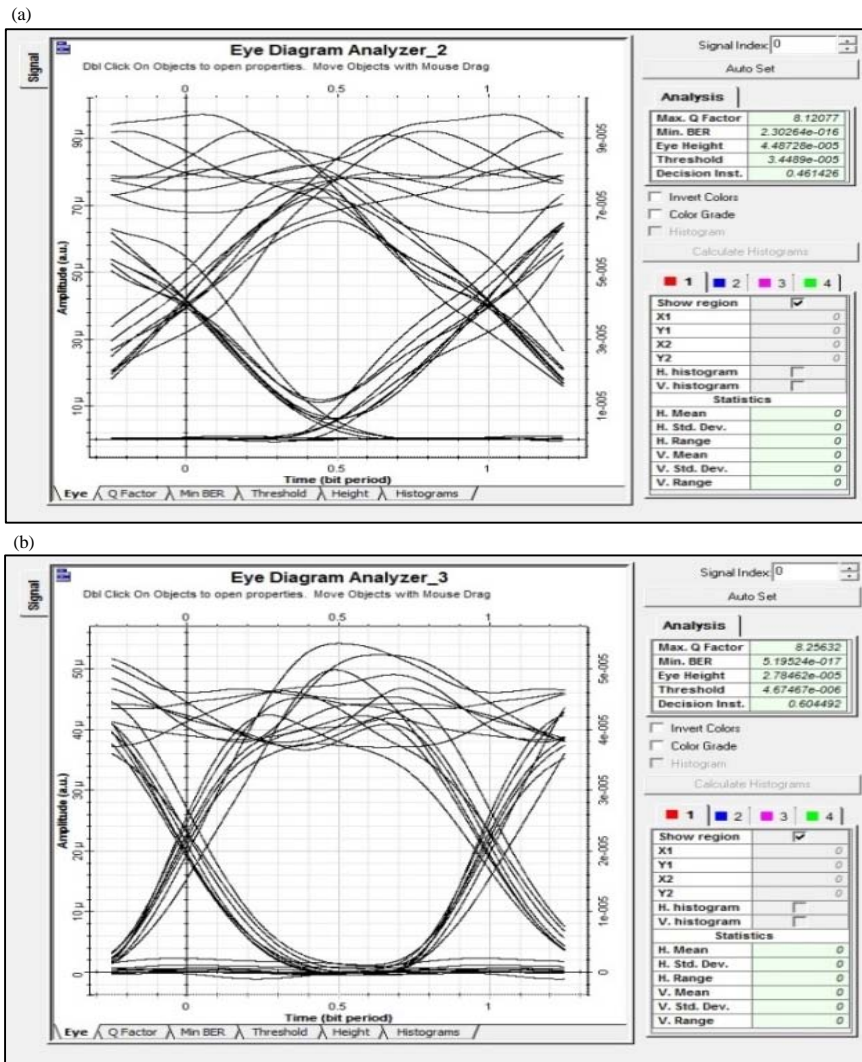 (a)
Signal
Eye Diagram Analyzer_2
Dbl Click On Objects to open properties. Move Objects with Mouse Drag
0 0.5 1
Amplitude (a.u.)
90 μ
70 μ
50 μ
30 μ
10 μ
9e-005
7e-005
5e-005
3e-005
1e-005
0 0.5 1
Time (bit period)
Eye Q Factor Min BER Threshold Height Histograms
Signal Index: 0
Auto Set
Analysis
Max. Q Factor 8.12077
Min. BER 2.30264e-016
Eye Height 4.48728e-005
Threshold 3.4489e-005
Decision Inst. 0.461426
Invert Colors
Color Grade
Histogram
Calculate Histograms
1 2 3 4
Show region
X1 0
Y1 0
X2 0
Y2 0
H. histogram
V. histogram
Statistics
H. Mean 0
H. Std. Dev. 0
H. Range 0
V. Mean 0
V. Std. Dev. 0
V. Range 0
(b)
Signal
Eye Diagram Analyzer_3
Dbl Click On Objects to open properties. Move Objects with Mouse Drag
0 0.5 1
Amplitude (a.u.)
50 μ
40 μ
30 μ
20 μ
10 μ
0 μ
5e-005
4e-005
3e-005
2e-005
1e-005
0
0 0.5 1
Time (bit period)
Eye Q Factor Min BER Threshold Height Histograms
Signal Index: 0
Auto Set
Analysis
Max. Q Factor 8.25632
Min. BER 5.19524e-017
Eye Height 2.78462e-005
Threshold 4.67467e-006
Decision Inst. 0.604492
Invert Colors
Color Grade
Histogram
Calculate Histograms
1 2 3 4
Show region
X1 0
Y1 0
X2 0
Y2 0
H. histogram
V. histogram
Statistics
H. Mean 0
H. Std. Dev. 0
H. Range 0
V. Mean 0
V. Std. Dev. 0
V. Range 0